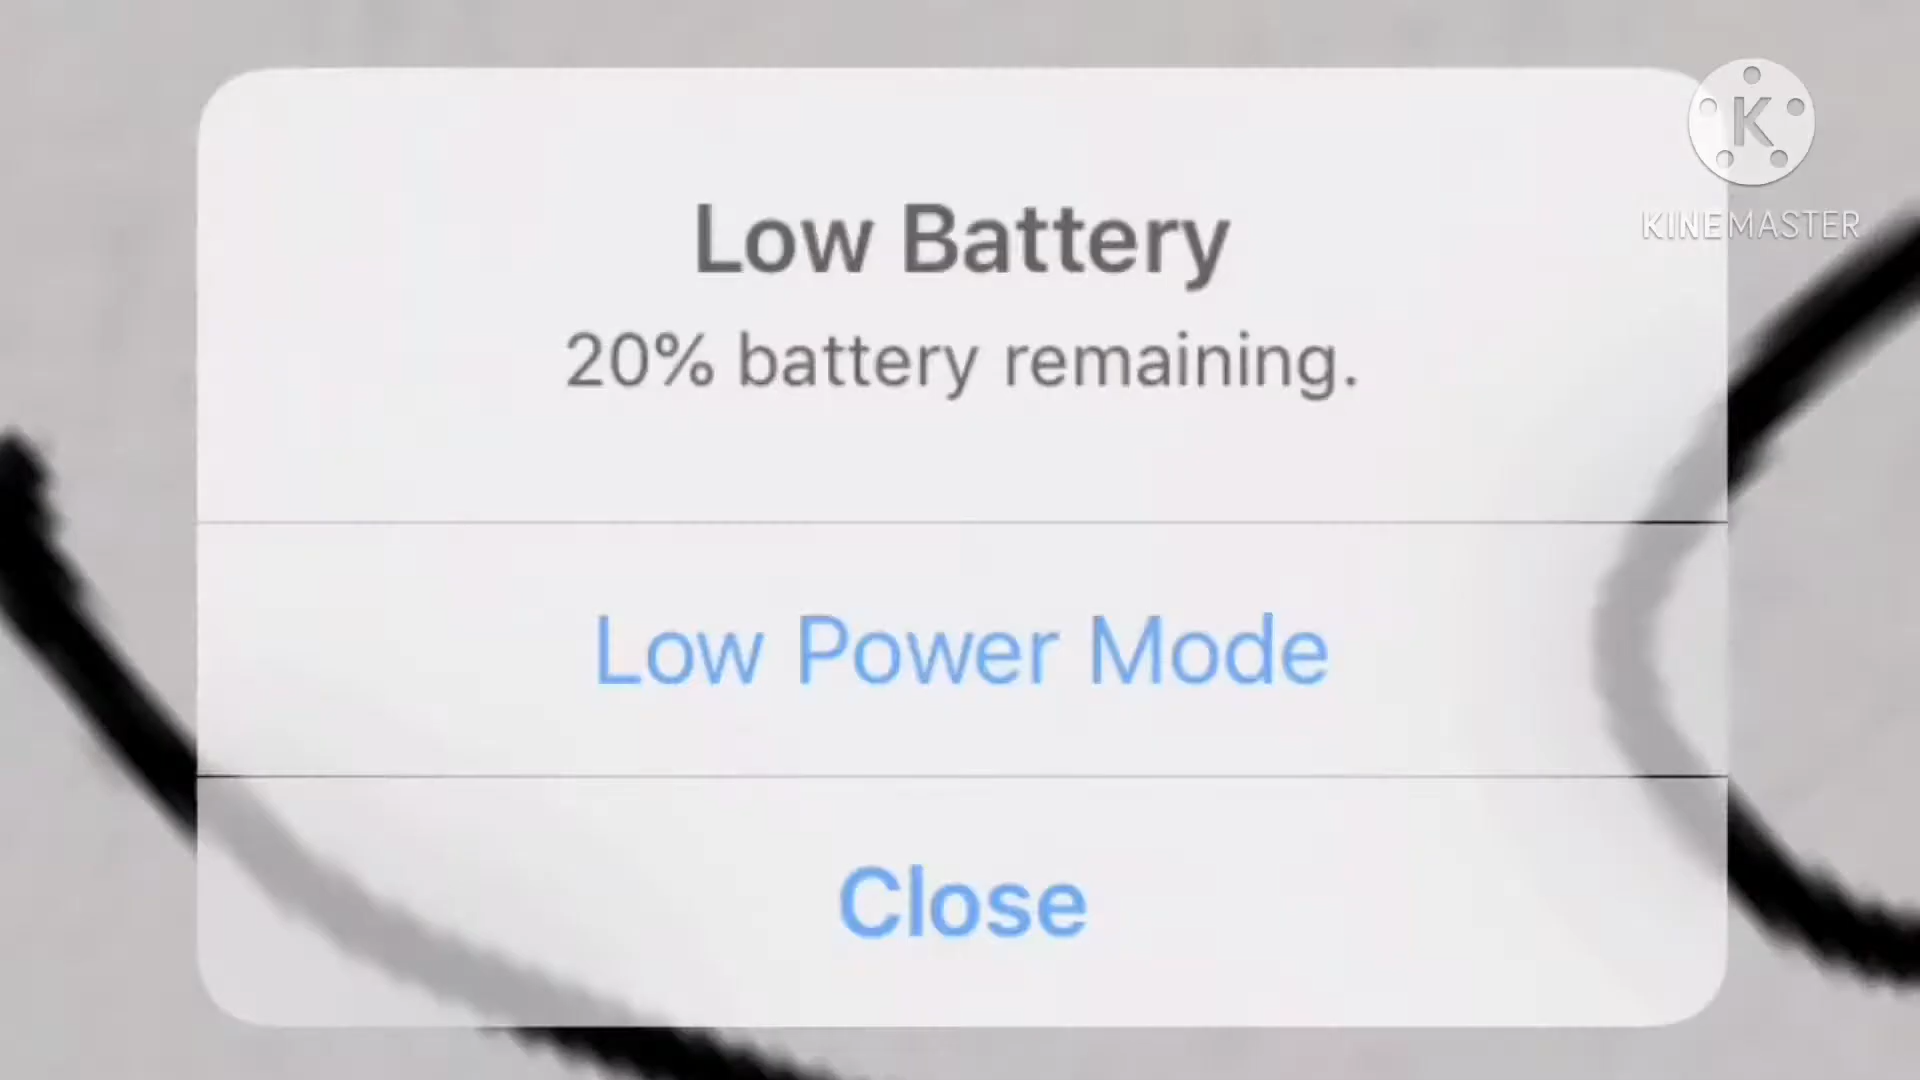 Low Battery
20% battery remaining.
Low Power Mode
Close
K
KINEMASTER